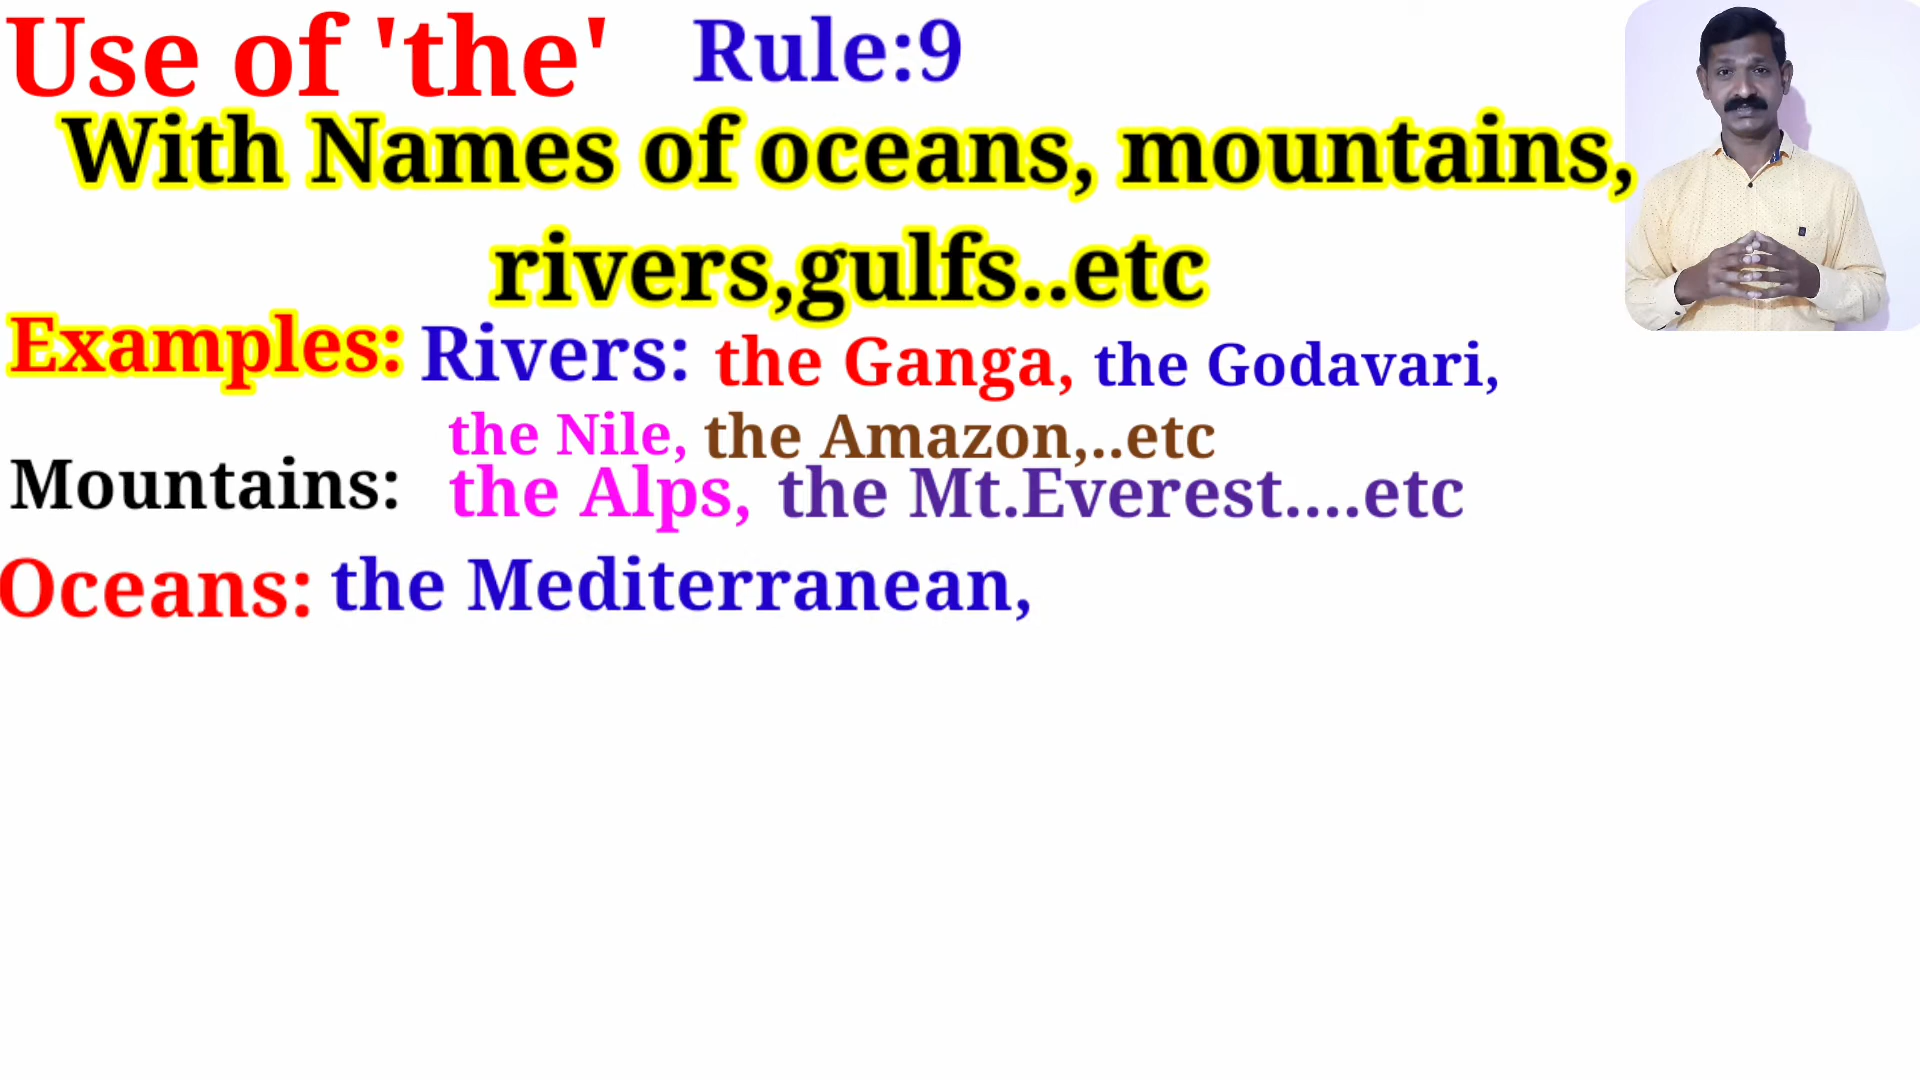 Use of 'the' Rule:9
With Names of oceans, mountains,
rivers,gulfs..etc
Examples: Rivers: the Ganga, the Godavari,
the Nile, the Amazon,..etc
Mountains: the Alps, the Mt.Everest....etc
Oceans: the Mediterranean,